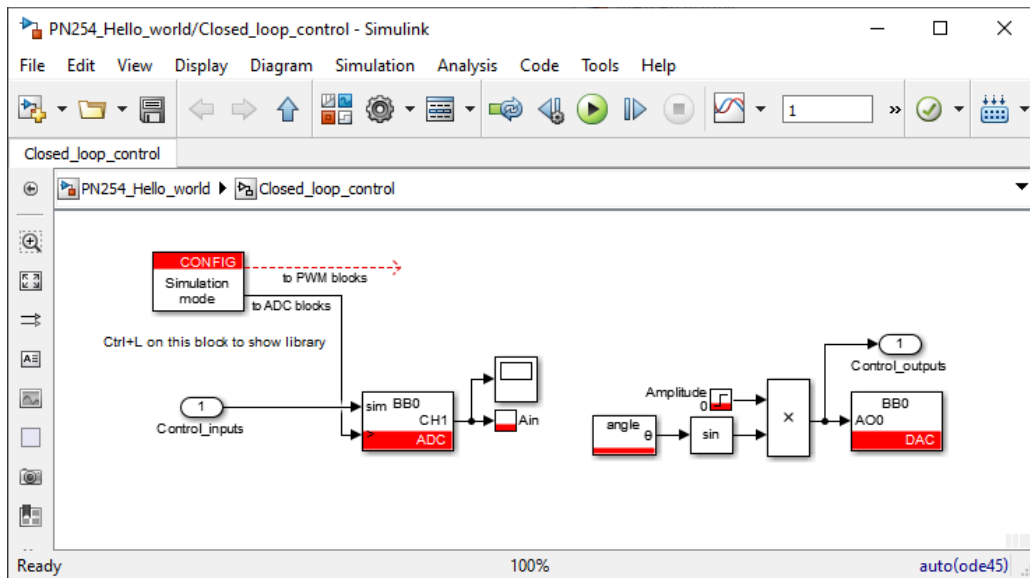 PN254_Hello_world/Closed_loop_control - Simulink
File Edit View Display Diagram Simulation Analysis Code Tools Help
1
»
Closed_loop_control
PN254_Hello_world Closed_loop_control
CONFIG
Simulation
mode
to PWM blocks
to ADC blocks
Ctrl+L on this block to show library
1
Control_inputs
sim BB0
CH1
>
ADC
Ain
Amplitude
0
angle
θ
sin
×
1
Control_outputs
BB0
AO0
DAC
Ready 100% auto(ode45)